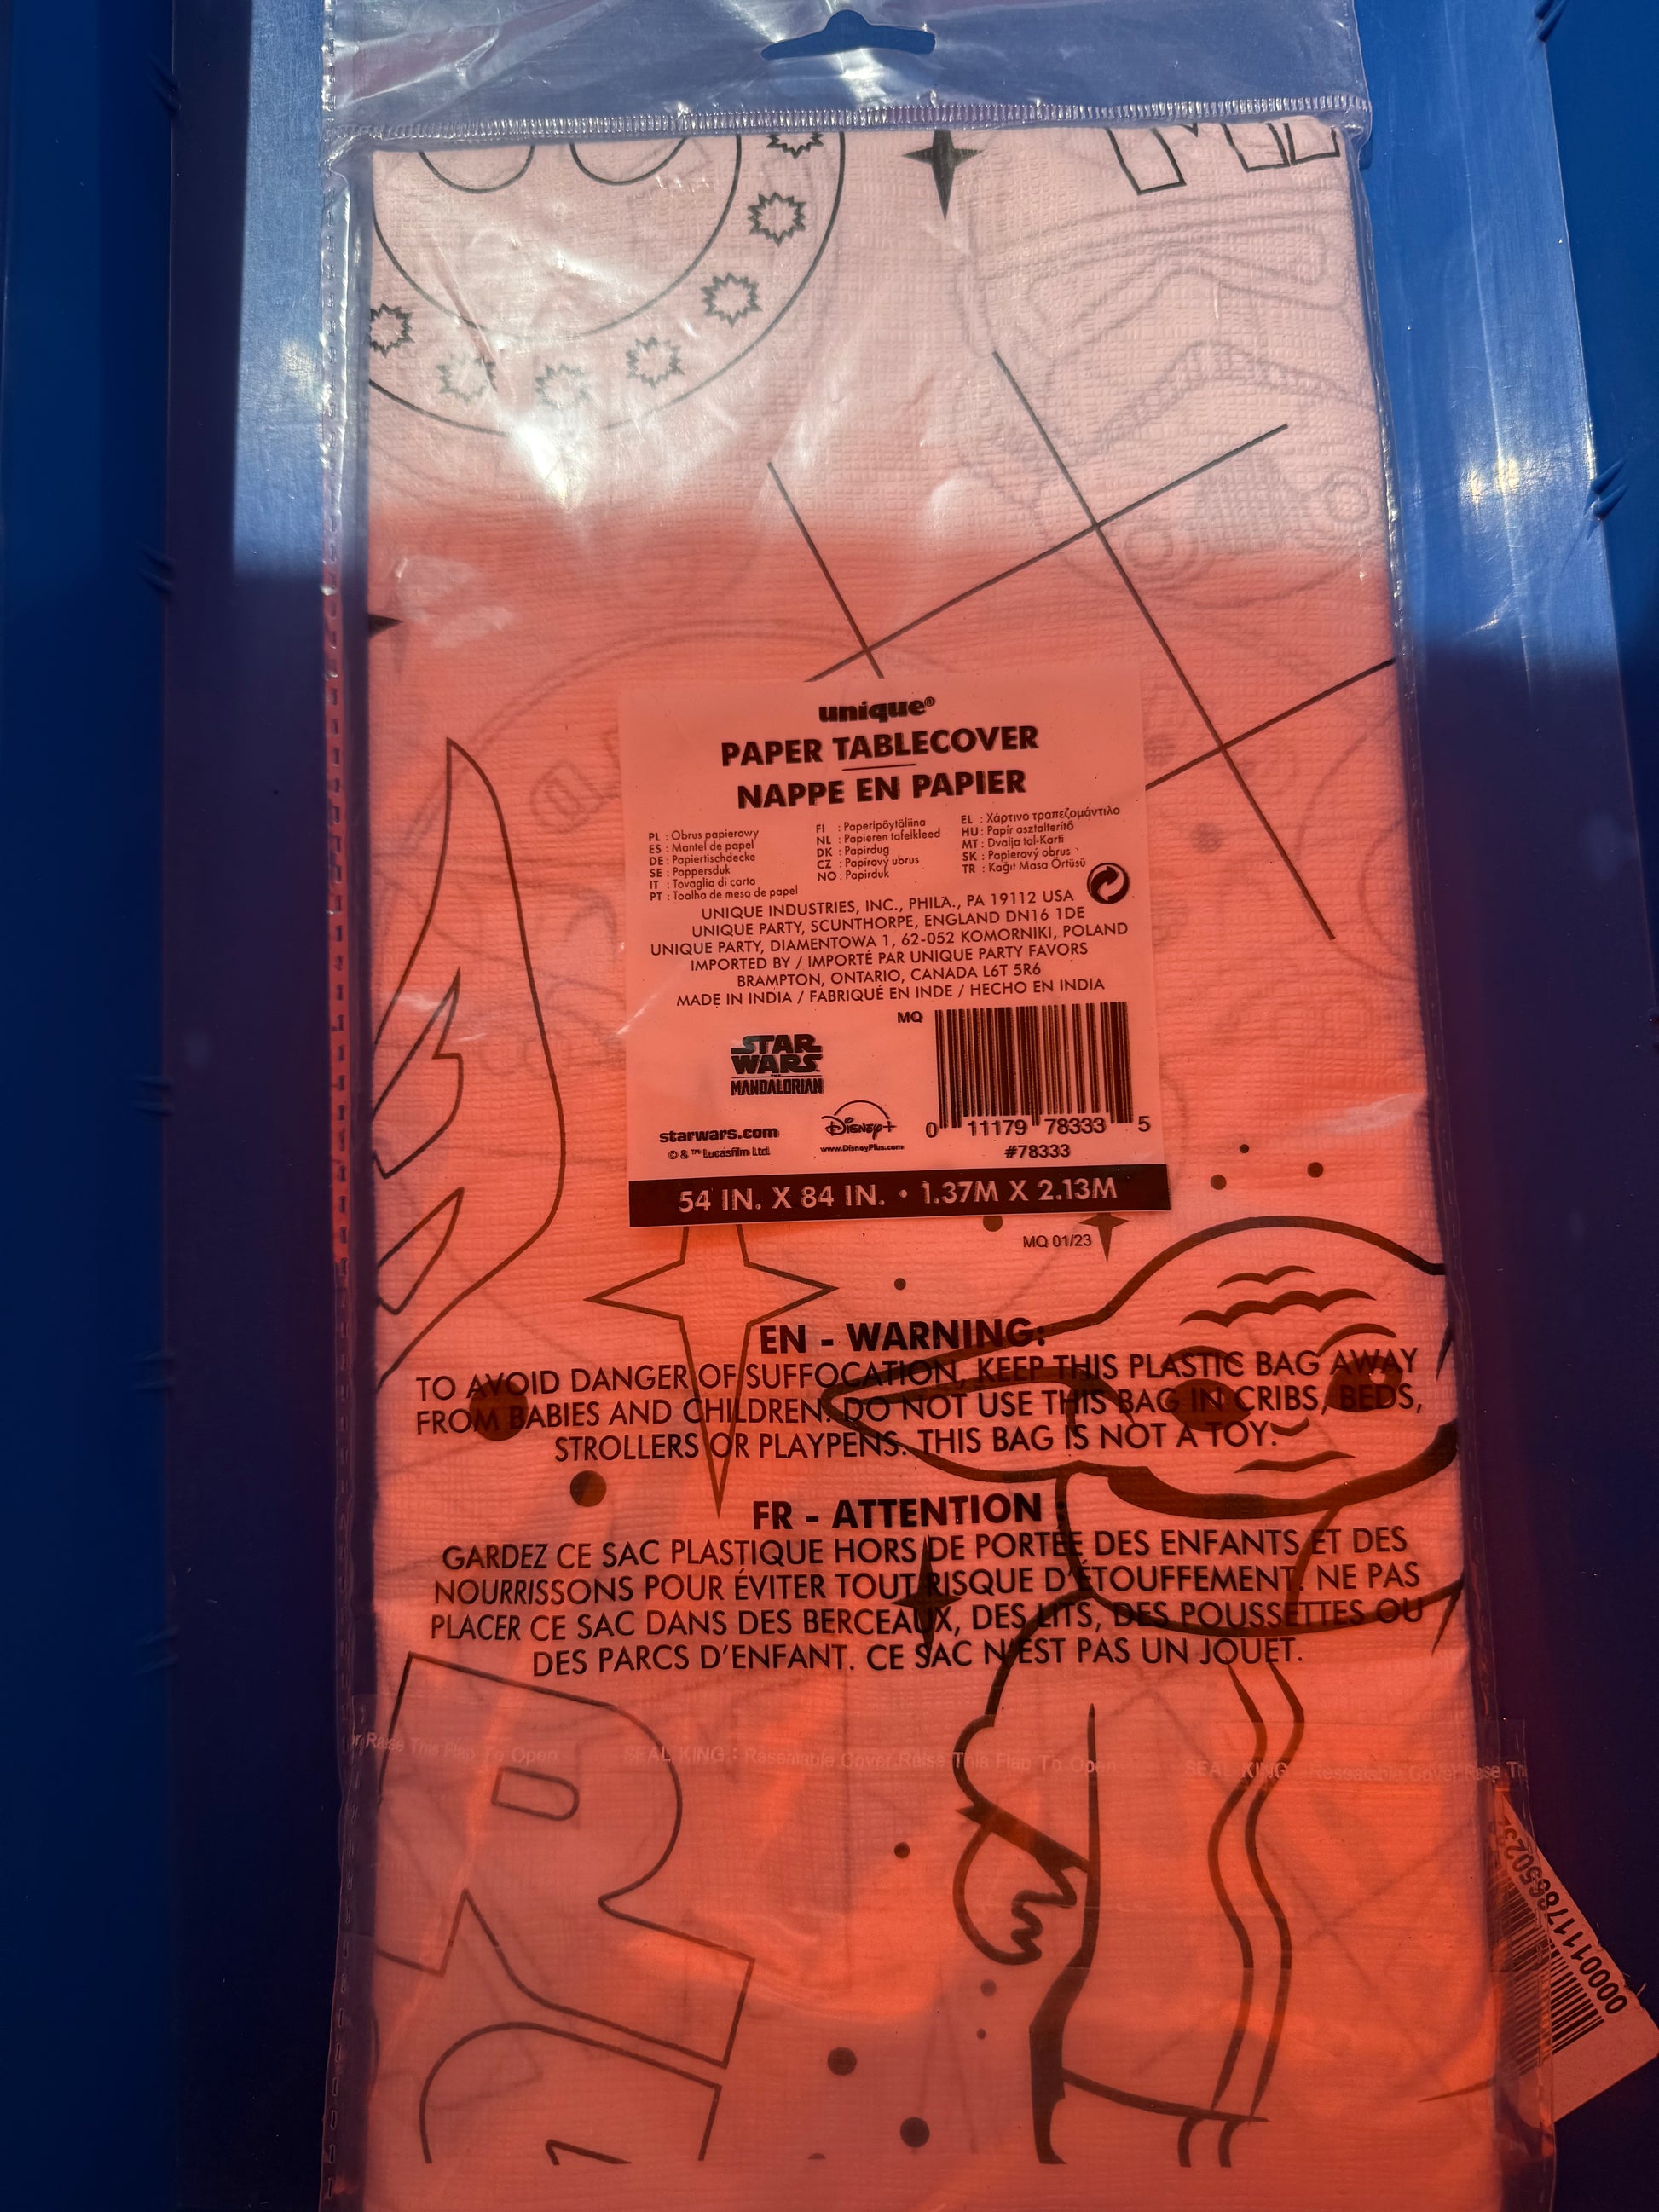 unique®
PAPER TABLECOVER
NAPPE EN PAPIER
PL : Obrus papierowy
ES : Mantel de papel
DE : Papiertischdecke
SE : Pappersduk
IT : Tovaglia di carta
PT : Toalha de mesa de papel
FI : Paperipöytäliina
NL : Papieren tafelkleed
DK : Papirdug
CZ : Papírový ubrus
NO : Papirduk
EL : Χάρτινο τραπεζομάντιλο
HU : Papír asztalterítő
MT : Dvalja tal-Karti
SK : Papierový obrus
TR : Kağıt Masa Örtüsü
UNIQUE INDUSTRIES, INC., PHILA., PA 19112 USA
UNIQUE PARTY, SCUNTHORPE, ENGLAND DN16 1DE
UNIQUE PARTY, DIAMENTOWA 1, 62-052 KOMORNIKI, POLAND
IMPORTED BY / IMPORTÉ PAR UNIQUE PARTY FAVORS
BRAMPTON, ONTARIO, CANADA L6T 5R6
MADE IN INDIA / FABRIQUÉ EN INDE / HECHO EN INDIA
MQ
STAR
WARS
THE
MANDALORIAN
starwars.com
© & ™ Lucasfilm Ltd.
Disney+
www.DisneyPlus.com
0 11179 78333 5
#78333
54 IN. X 84 IN. • 1.37M X 2.13M
MQ 01/23
EN - WARNING:
TO AVOID DANGER OF SUFFOCATION, KEEP THIS PLASTIC BAG AWAY
FROM BABIES AND CHILDREN. DO NOT USE THIS BAG IN CRIBS, BEDS,
STROLLERS OR PLAYPENS. THIS BAG IS NOT A TOY.
FR - ATTENTION
GARDEZ CE SAC PLASTIQUE HORS DE PORTÉE DES ENFANTS ET DES
NOURRISSONS POUR ÉVITER TOUT RISQUE D'ÉTOUFFEMENT. NE PAS
PLACER CE SAC DANS DES BERCEAUX, DES LITS, DES POUSSETTES OU
DES PARCS D'ENFANT. CE SAC N'EST PAS UN JOUET.
r Raise This Flap To Open SEAL KING : Resealable Cover Raise This Flap To Open SEAL KING : Resealable Cover Raise Thi
R